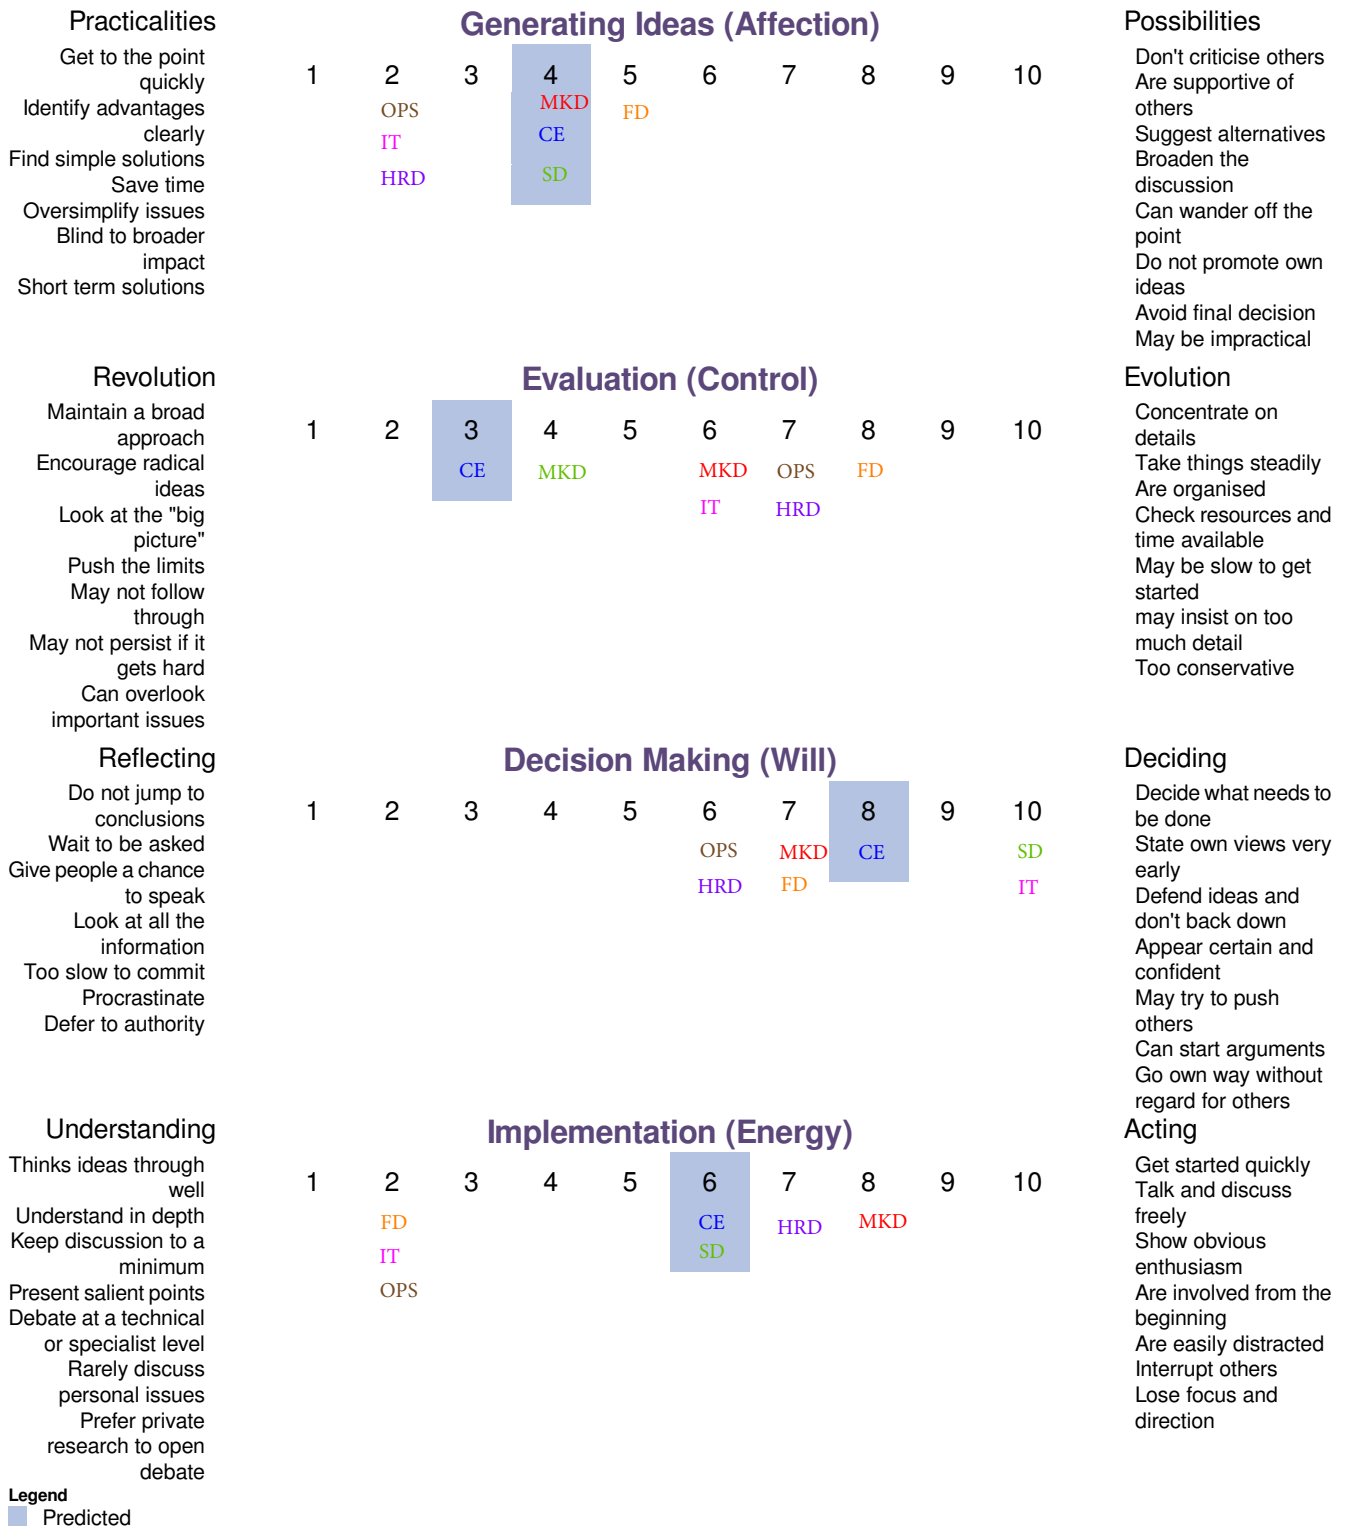 Practicalities
Generating Ideas (Affection)
Possibilities
Get to the point
quickly
Identify advantages
clearly
Find simple solutions
Save time
Oversimplify issues
Blind to broader
impact
Short term solutions
1 2 3 4 5 6 7 8 9 10
OPS MKD FD
IT CE
HRD SD
Don't criticise others
Are supportive of
others
Suggest alternatives
Broaden the
discussion
Can wander off the
point
Do not promote own
ideas
Avoid final decision
May be impractical
Revolution
Evaluation (Control)
Evolution
Maintain a broad
approach
Encourage radical
ideas
Look at the "big
picture"
Push the limits
May not follow
through
May not persist if it
gets hard
Can overlook
important issues
1 2 3 4 5 6 7 8 9 10
CE MKD MKD OPS FD
IT HRD
Concentrate on
details
Take things steadily
Are organised
Check resources and
time available
May be slow to get
started
may insist on too
much detail
Too conservative
Reflecting
Decision Making (Will)
Deciding
Do not jump to
conclusions
Wait to be asked
Give people a chance
to speak
Look at all the
information
Too slow to commit
Procrastinate
Defer to authority
1 2 3 4 5 6 7 8 9 10
OPS MKD CE SD
HRD FD IT
Decide what needs to
be done
State own views very
early
Defend ideas and
don't back down
Appear certain and
confident
May try to push
others
Can start arguments
Go own way without
regard for others
Understanding
Implementation (Energy)
Acting
Thinks ideas through
well
Understand in depth
Keep discussion to a
minimum
Present salient points
Debate at a technical
or specialist level
Rarely discuss
personal issues
Prefer private
research to open
debate
1 2 3 4 5 6 7 8 9 10
FD CE HRD MKD
IT SD
OPS
Get started quickly
Talk and discuss
freely
Show obvious
enthusiasm
Are involved from the
beginning
Are easily distracted
Interrupt others
Lose focus and
direction
Legend
Predicted